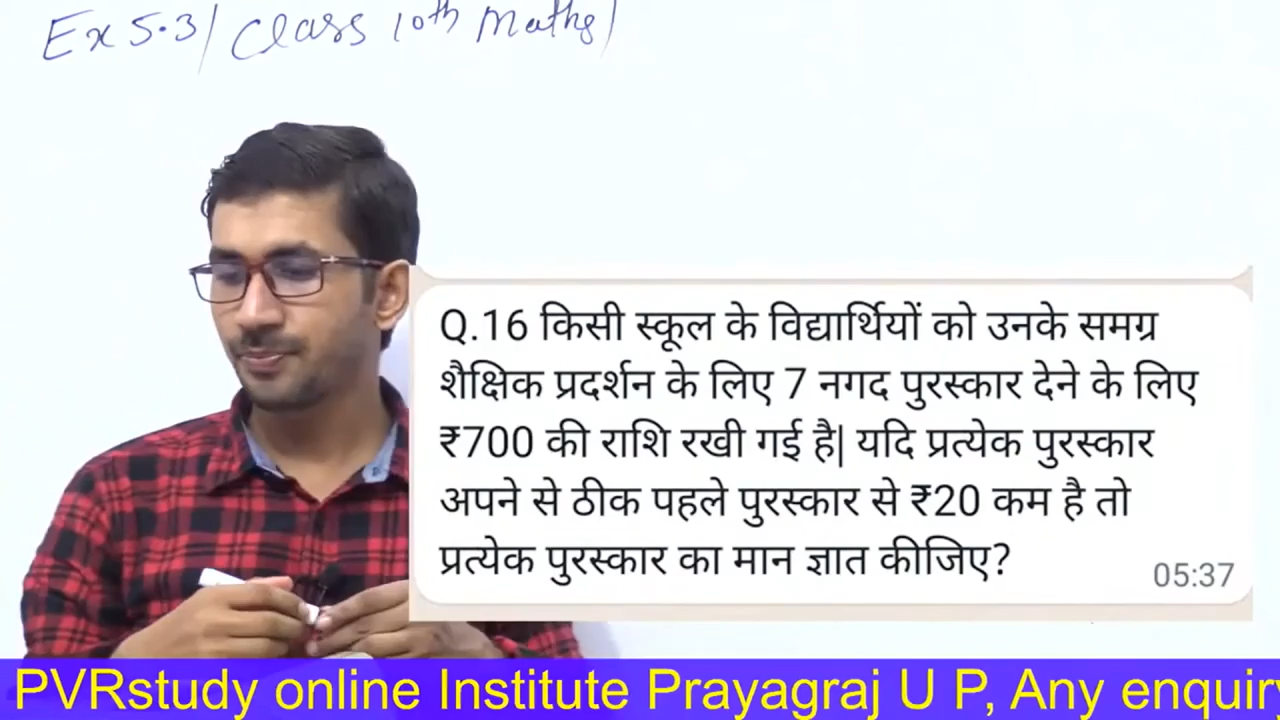 Ex 5.3/ Class 10th Maths/
Q.16 किसी स्कूल के विद्यार्थियों को उनके समग्र
शैक्षिक प्रदर्शन के लिए 7 नगद पुरस्कार देने के लिए
₹700 की राशि रखी गई है| यदि प्रत्येक पुरस्कार
अपने से ठीक पहले पुरस्कार से ₹20 कम है तो
प्रत्येक पुरस्कार का मान ज्ञात कीजिए?
05:37
PVRstudy online Institute Prayagraj U P, Any enquiry